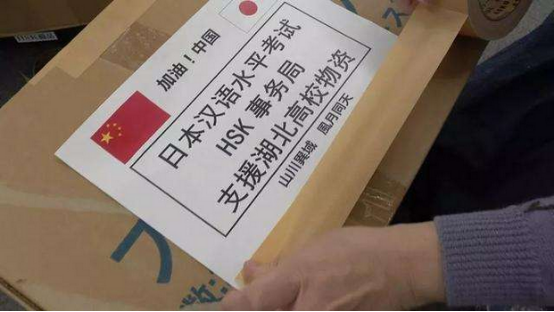 加油！中国
日本汉语水平考试
HSK 事务局
支援湖北高校物资
山川異域　風月同天